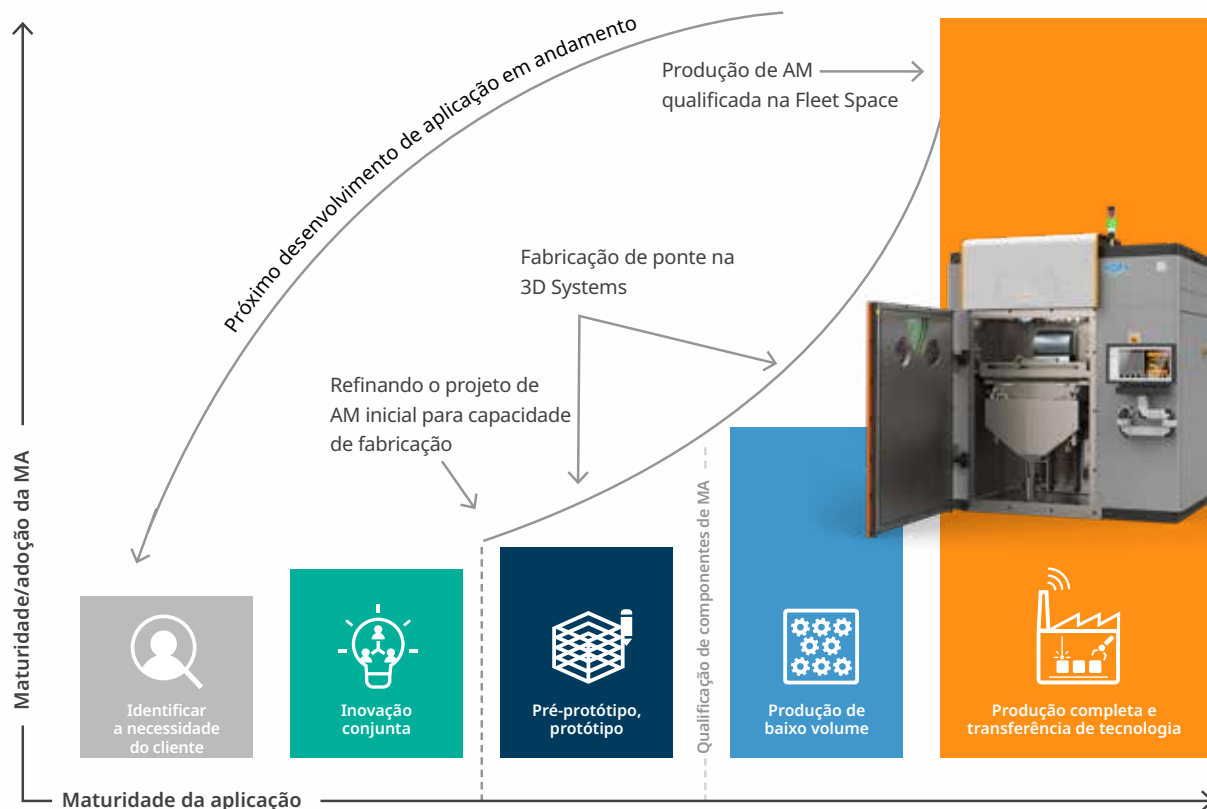 Próximo desenvolvimento de aplicação em andamento
Produção de AM
qualificada na Fleet Space
Fabricação de ponte na
3D Systems
Refinando o projeto de
AM inicial para capacidade
de fabricação
Maturidade/adoção da MA
Identificar
a necessidade
do cliente
Inovação
conjunta
Pré-protótipo,
protótipo
Qualificação de componentes de MA
Produção de
baixo volume
Produção completa e
transferência de tecnologia
Maturidade da aplicação